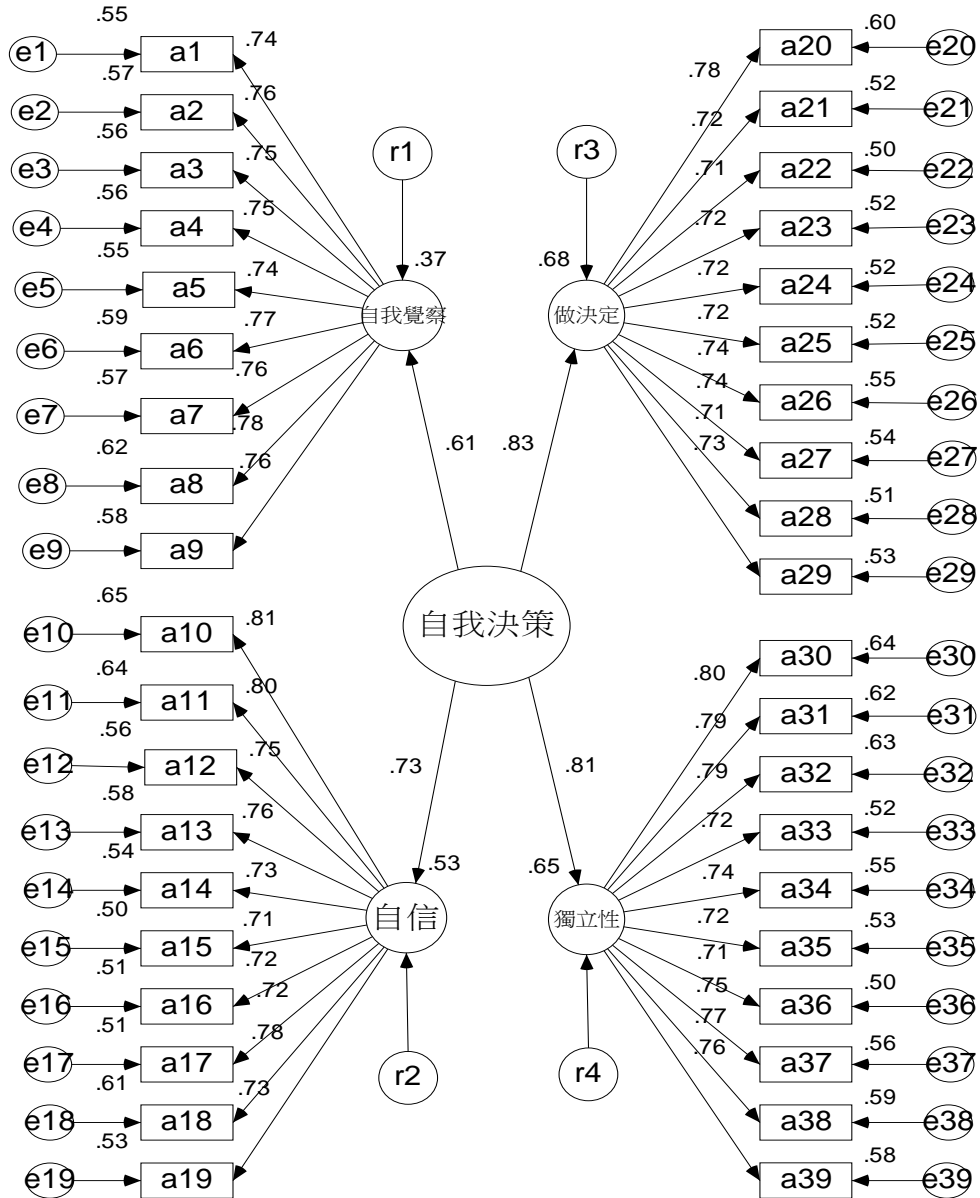 .55
e1 a1 .74
.57
e2 a2 .76
.56
e3 a3 .75
.56
e4 a4 .75
.55
e5 a5 .74
.59
e6 a6 .77
.57
e7 a7 .76
.62
e8 a8 .78
.58
e9 a9 .76
r1
.37
自我覺察
.61
r3
.68
做決定
.83
.60
.78 a20 e20
.52
.72 a21 e21
.50
.71 a22 e22
.52
.72 a23 e23
.52
.72 a24 e24
.52
.72 a25 e25
.55
.74 a26 e26
.54
.74 a27 e27
.51
.71 a28 e28
.53
.73 a29 e29
自我決策
.65
e10 a10 .81
.64
e11 a11 .80
.56
e12 a12 .75
.58
e13 a13 .76
.54
e14 a14 .73
.50
e15 a15 .71
.51
e16 a16 .72
.51
e17 a17 .72
.61
e18 a18 .78
.53
e19 a19 .73
.73
.53
自信
r2
.81
.65
獨立性
r4
.64
.80 a30 e30
.62
.79 a31 e31
.63
.79 a32 e32
.52
.72 a33 e33
.55
.74 a34 e34
.53
.72 a35 e35
.50
.71 a36 e36
.56
.75 a37 e37
.59
.77 a38 e38
.58
.76 a39 e39